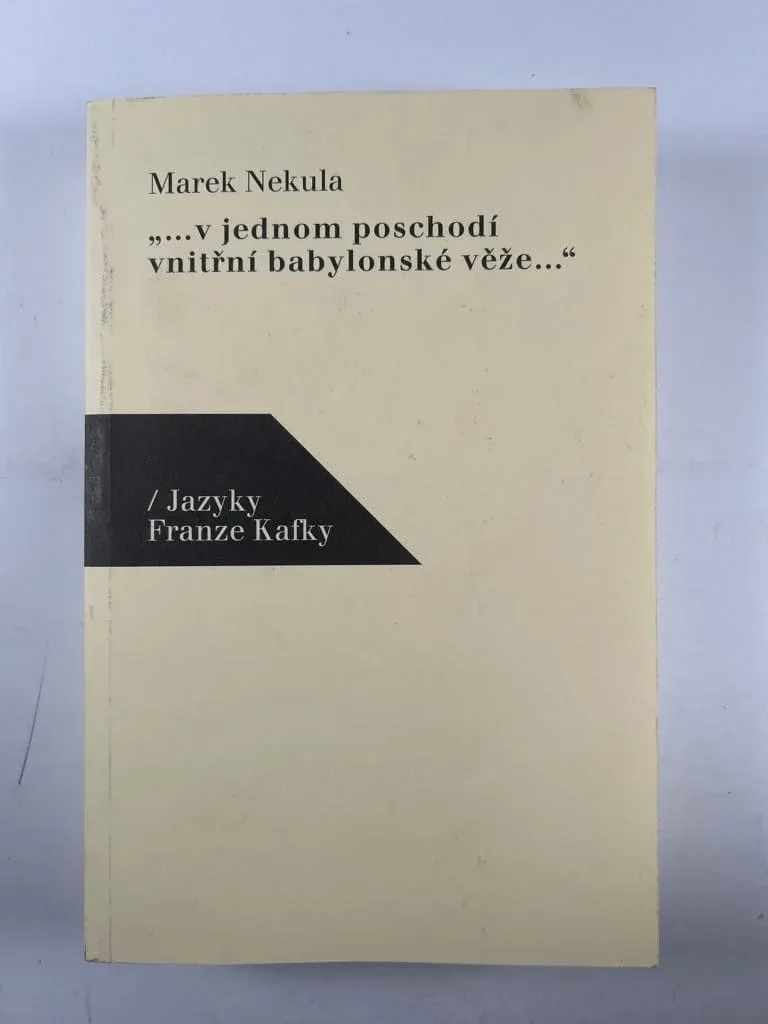 Marek Nekula
„...v jednom poschodí
vnitřní babylonské věže...“
/ Jazyky
Franze Kafky